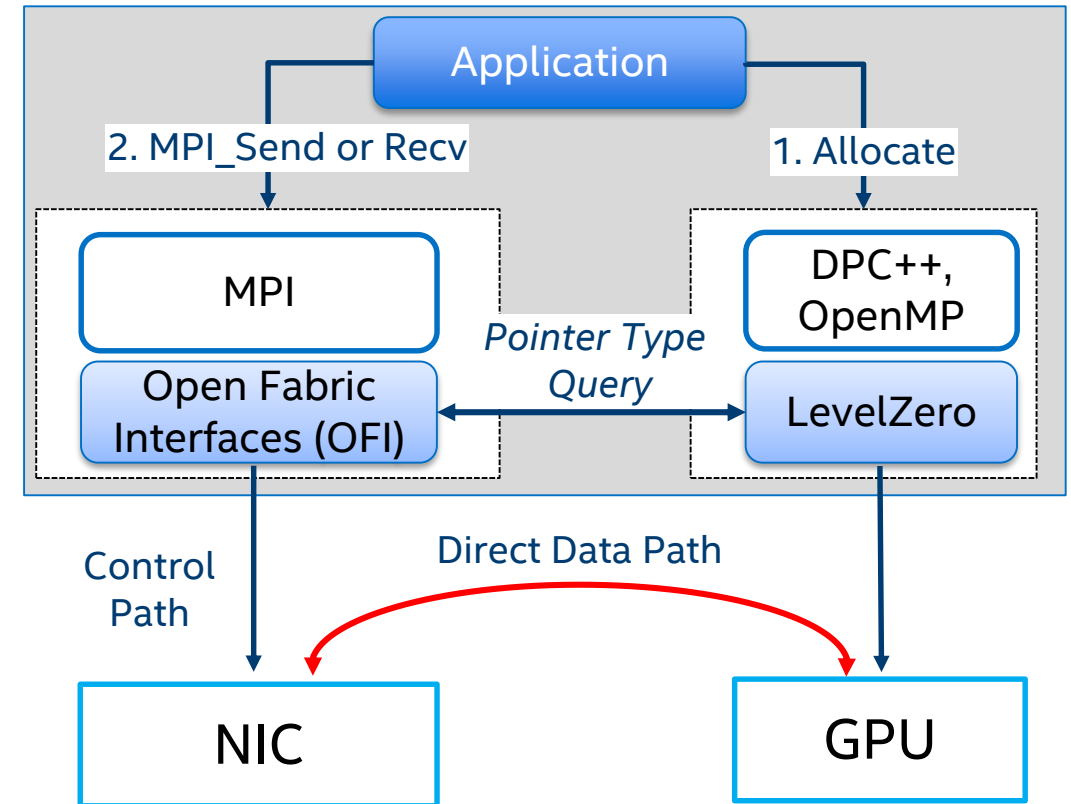 Application
2. MPI_Send or Recv
1. Allocate
MPI
DPC++,
OpenMP
Pointer Type
Query
Open Fabric
Interfaces (OFI)
LevelZero
Control
Path
Direct Data Path
NIC
GPU